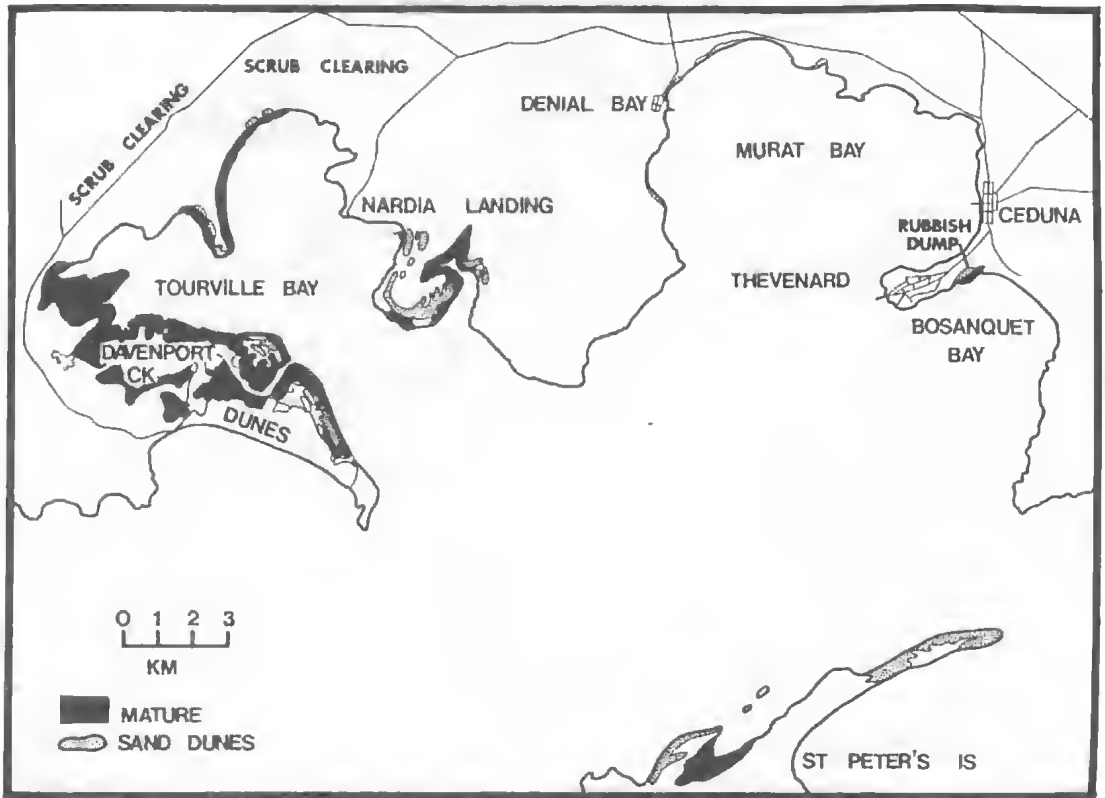 SCRUB CLEARING
SCRUB CLEARING
DENIAL BAY
MURAT BAY
NARDIA LANDING
CEDUNA
RUBBISH
DUMP
TOURVILLE BAY
THEVENARD
BOSANQUET
BAY
DAVENPORT
CK
DUNES
0 1 2 3
KM
MATURE
SAND DUNES
ST PETER'S IS